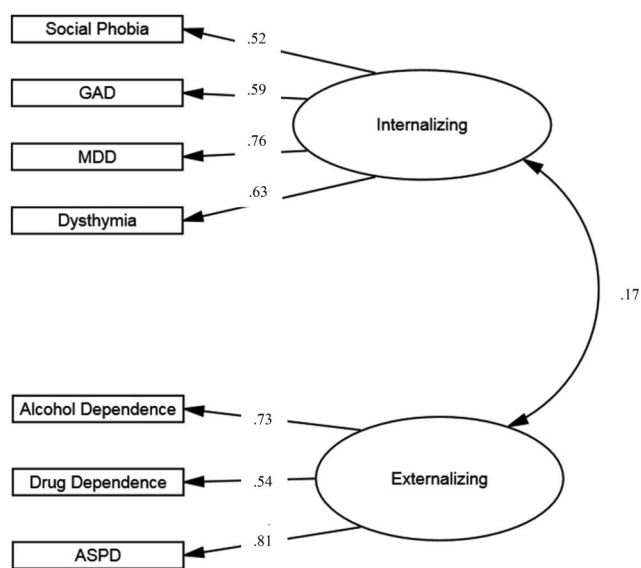 Social Phobia
.52
GAD
.59
Internalizing
MDD
.76
Dysthymia
.63
.17
Alcohol Dependence
.73
Drug Dependence
.54
Externalizing
ASPD
.81